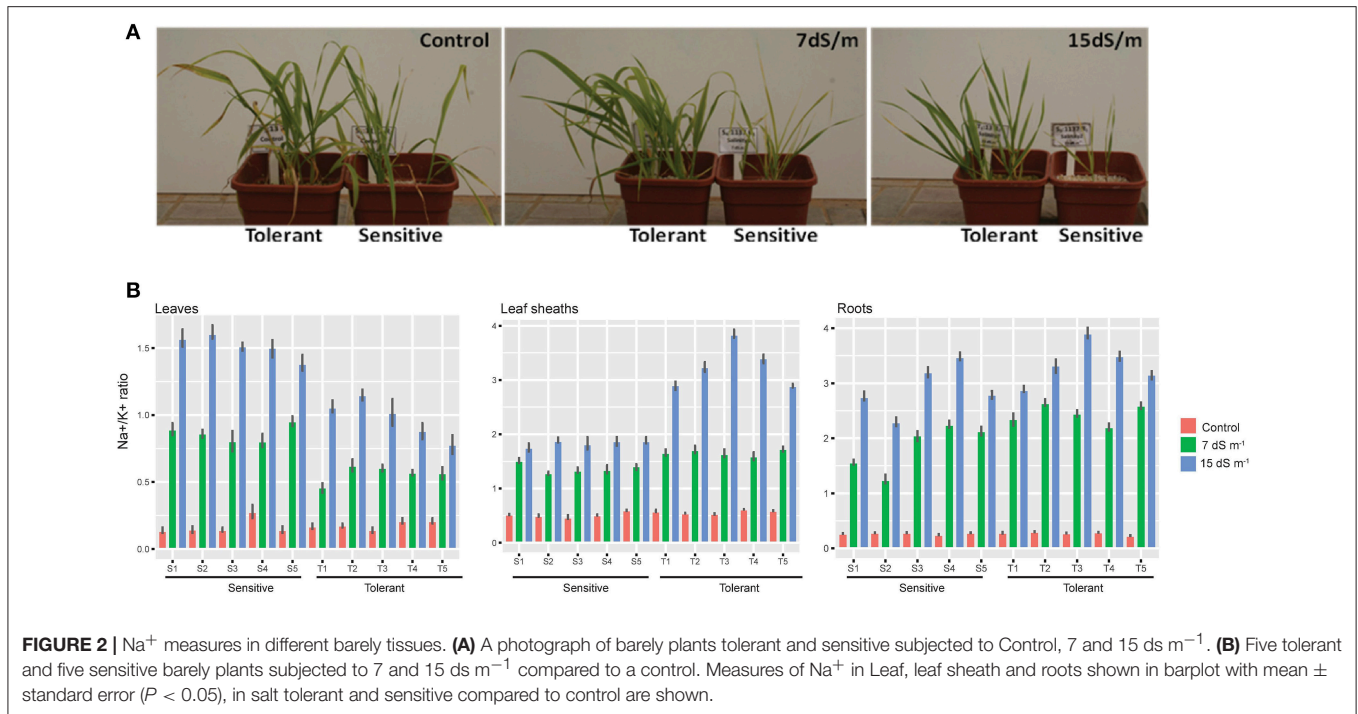 A
Control
7dS/m
15dS/m
Control
Tolerant Sensitive
Tolerant Sensitive
Tolerant Sensitive
B
Leaves
Leaf sheaths
Roots
Na+/K+ ratio
1.5
1.0
0.5
0.0
S1 S2 S3 S4 S5 T1 T2 T3 T4 T5
Sensitive Tolerant
4
3
2
1
0
S1 S2 S3 S4 S5 T1 T2 T3 T4 T5
Sensitive Tolerant
4
3
2
1
0
S1 S2 S3 S4 S5 T1 T2 T3 T4 T5
Sensitive Tolerant
Control
7 dS m⁻¹
15 dS m⁻¹
FIGURE 2 | Na⁺ measures in different barely tissues. (A) A photograph of barely plants tolerant and sensitive subjected to Control, 7 and 15 ds m⁻¹. (B) Five tolerant
and five sensitive barely plants subjected to 7 and 15 ds m⁻¹ compared to a control. Measures of Na⁺ in Leaf, leaf sheath and roots shown in barplot with mean ±
standard error (P < 0.05), in salt tolerant and sensitive compared to control are shown.